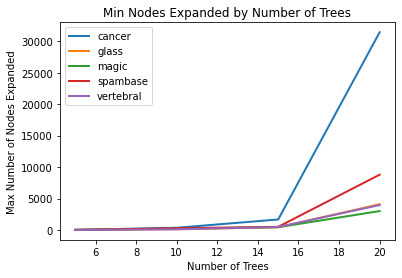 Min Nodes Expanded by Number of Trees
Max Number of Nodes Expanded
30000
25000
20000
15000
10000
5000
0
cancer
glass
magic
spambase
vertebral
6 8 10 12 14 16 18 20
Number of Trees